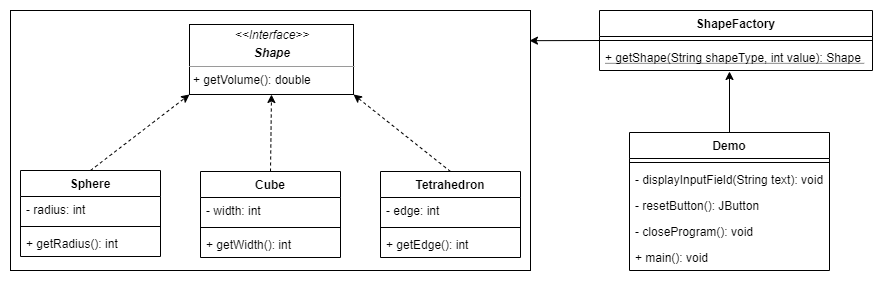 <<Interface>>
Shape
+ getVolume(): double
Sphere
- radius: int
+ getRadius(): int
Cube
- width: int
+ getWidth(): int
Tetrahedron
- edge: int
+ getEdge(): int
ShapeFactory
+ getShape(String shapeType, int value): Shape
Demo
- displayInputField(String text): void
- resetButton(): JButton
- closeProgram(): void
+ main(): void